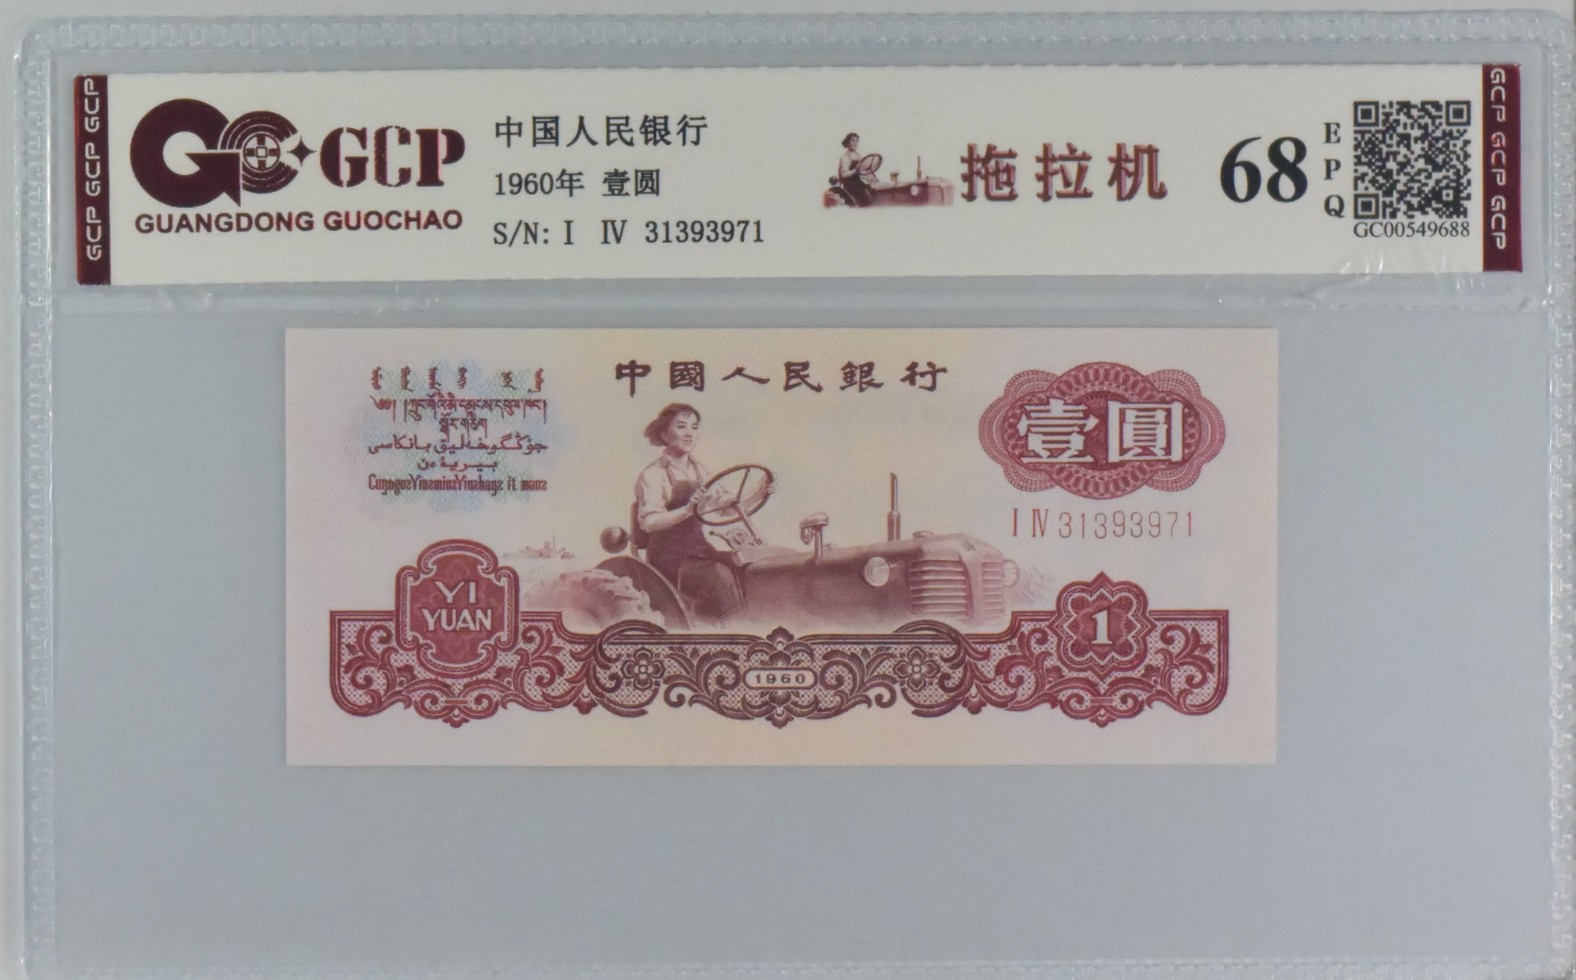 GCP GCP GCP
GCP
GUANGDONG GUOCHAO
中国人民银行
1960年 壹圆
S/N: I IV 31393971
拖拉机
68
EPQ
GC00549688
GCP GCP GCP
中國人民銀行
壹圓
I IV 31393971
YI
YUAN
1960
1